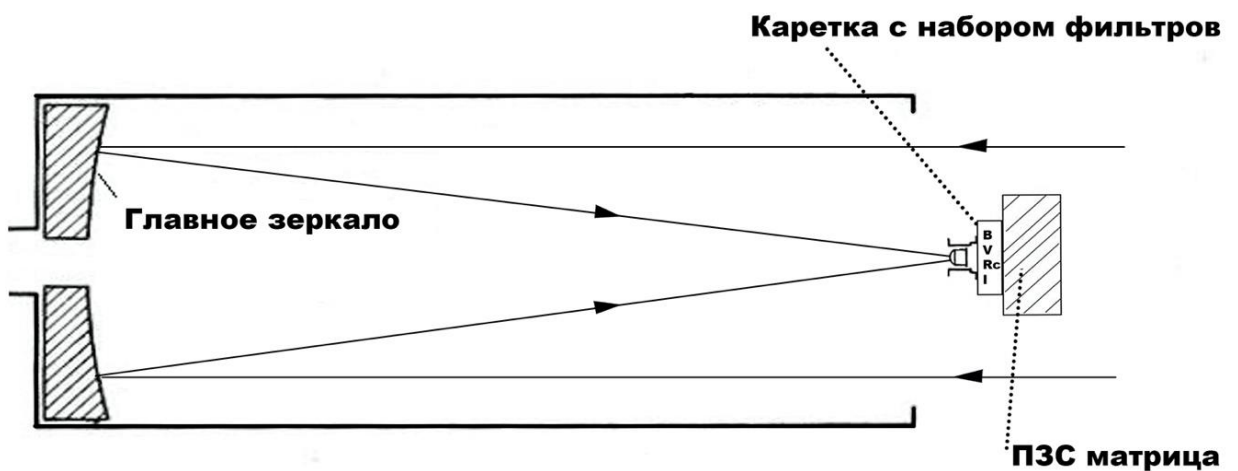 Каретка с набором фильтров
Главное зеркало
B
V
Rc
I
ПЗС матрица